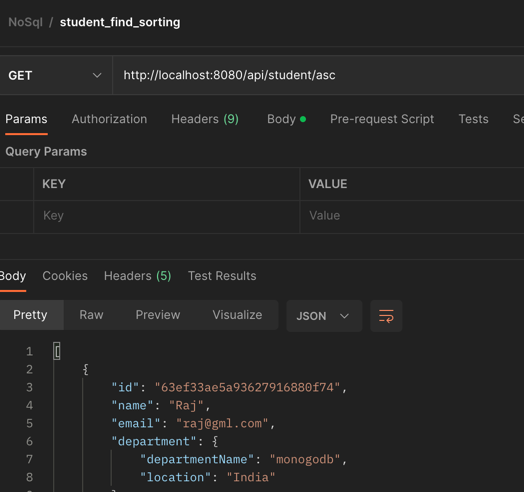 NoSql / student_find_sorting
GET http://localhost:8080/api/student/asc
Params Authorization Headers (9) Body Pre-request Script Tests Se
Query Params
KEY VALUE
Key Value
Body Cookies Headers (5) Test Results
Pretty Raw Preview Visualize JSON
1 [
2 {
3 "id": "63ef33ae5a93627916880f74",
4 "name": "Raj",
5 "email": "raj@gml.com",
6 "department": {
7 "departmentName": "monogodb",
8 "location": "India"